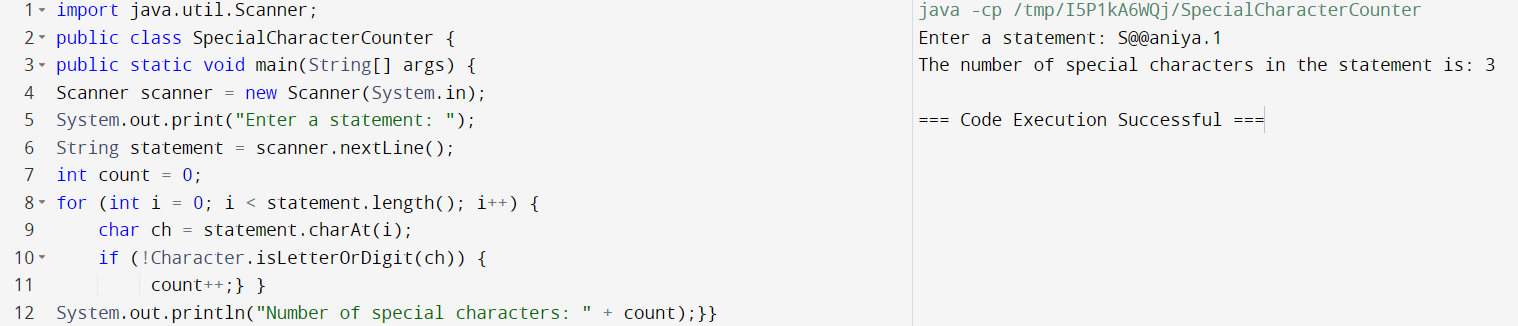 1 import java.util.Scanner;
2 public class SpecialCharacterCounter {
3 public static void main(String[] args) {
4 Scanner scanner = new Scanner(System.in);
5 System.out.print("Enter a statement: ");
6 String statement = scanner.nextLine();
7 int count = 0;
8 for (int i = 0; i < statement.length(); i++) {
9     char ch = statement.charAt(i);
10     if (!Character.isLetterOrDigit(ch)) {
11         count++;} }
12 System.out.println("Number of special characters: " + count);}}
java -cp /tmp/I5P1kA6WQj/SpecialCharacterCounter
Enter a statement: S@@aniya.1
The number of special characters in the statement is: 3
=== Code Execution Successful ===